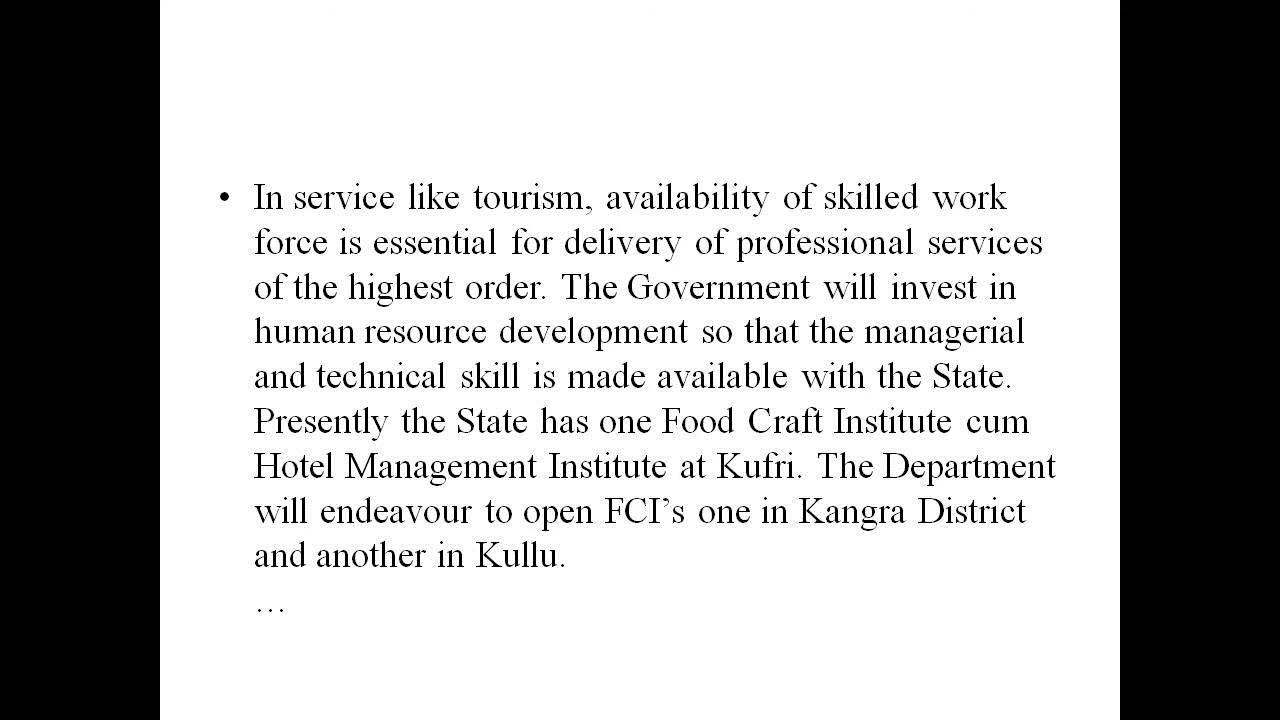 • In service like tourism, availability of skilled work
force is essential for delivery of professional services
of the highest order. The Government will invest in
human resource development so that the managerial
and technical skill is made available with the State.
Presently the State has one Food Craft Institute cum
Hotel Management Institute at Kufri. The Department
will endeavour to open FCI’s one in Kangra District
and another in Kullu.
…